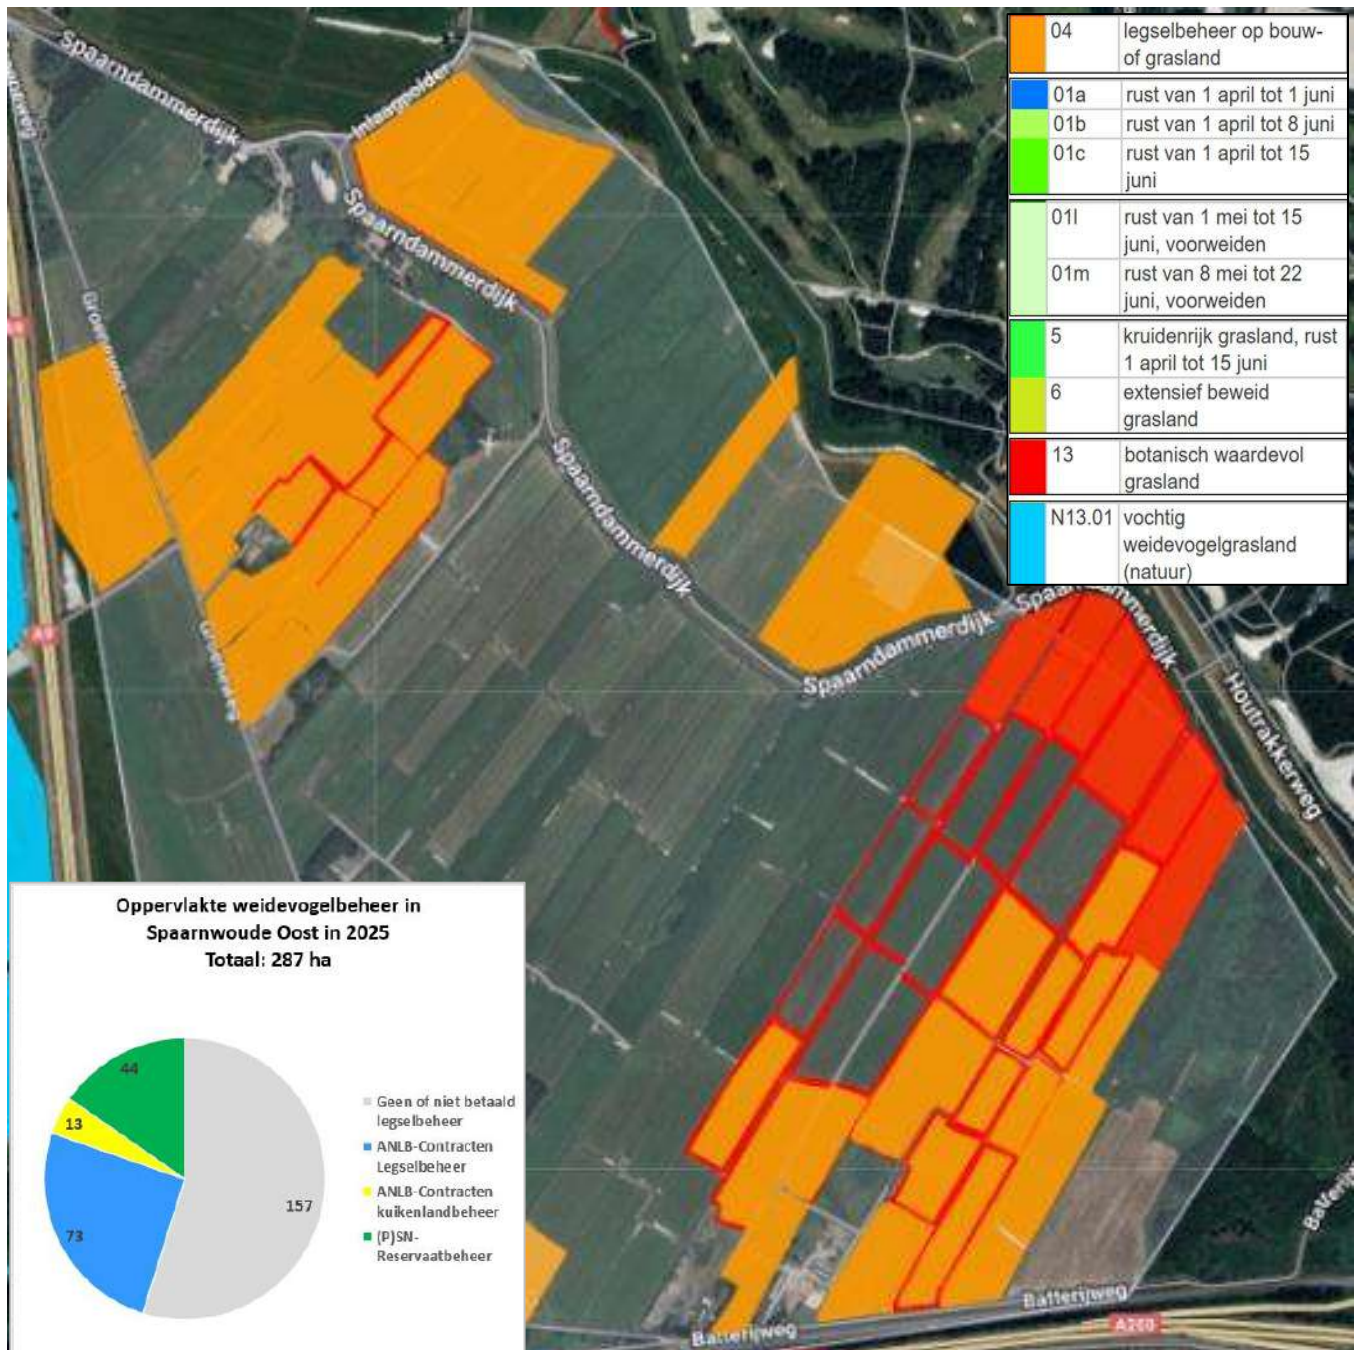 04 legselbeheer op bouw-
of grasland
01a rust van 1 april tot 1 juni
01b rust van 1 april tot 8 juni
01c rust van 1 april tot 15
juni
01l rust van 1 mei tot 15
juni, voorweiden
01m rust van 8 mei tot 22
juni, voorweiden
5 kruidenrijk grasland, rust
1 april tot 15 juni
6 extensief beweid
grasland
13 botanisch waardevol
grasland
N13.01 vochtig
weidevogelgrasland
(natuur)
Spaarndammerdijk
Inlaagpolder
Spaarndammerdijk
Spaarndammerdijk
Spaarndammerdijk
Spaarndammerdijk
Houtrakkerweg
Batterijweg
Batterijweg
A200
A9
Oppervlakte weidevogelbeheer in
Spaarnwoude Oost in 2025
Totaal: 287 ha
44
13
73
157
Geen of niet betaald
legselbeheer
ANLB-Contracten
Legselbeheer
ANLB-Contracten
kuikenlandbeheer
(P)SN-
Reservaatbeheer